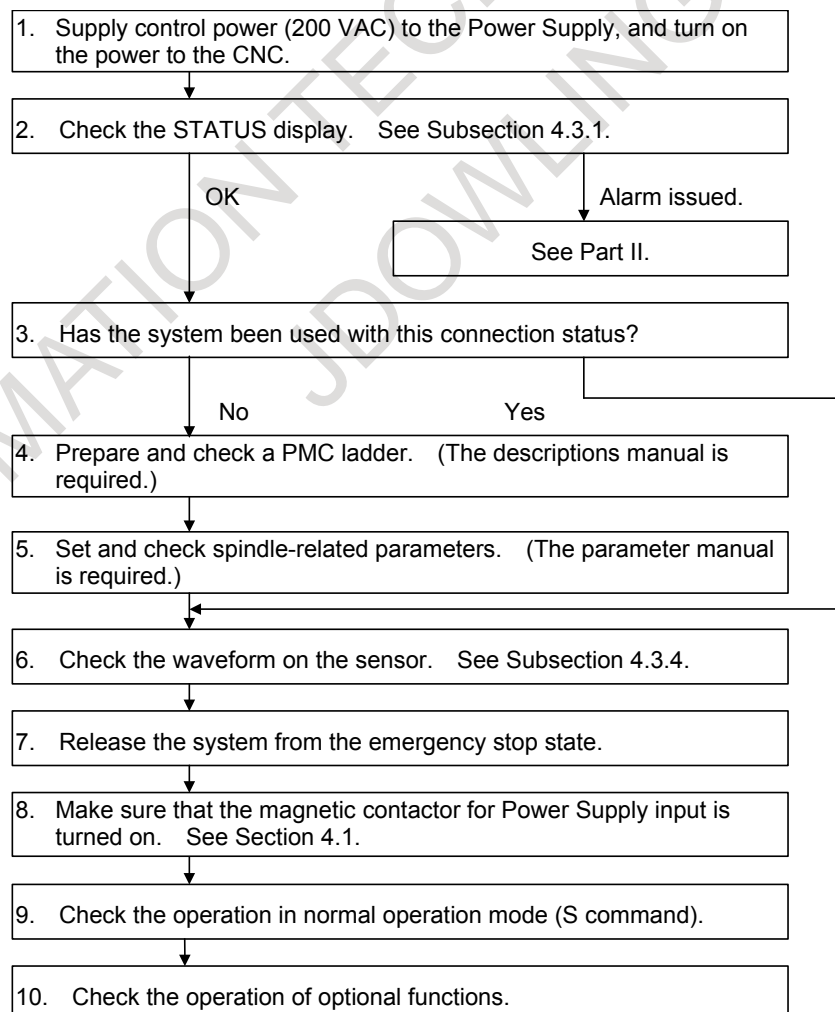 1. Supply control power (200 VAC) to the Power Supply, and turn on
the power to the CNC.
2. Check the STATUS display. See Subsection 4.3.1.
OK
Alarm issued.
See Part II.
3. Has the system been used with this connection status?
No
Yes
4. Prepare and check a PMC ladder. (The descriptions manual is
required.)
5. Set and check spindle-related parameters. (The parameter manual
is required.)
6. Check the waveform on the sensor. See Subsection 4.3.4.
7. Release the system from the emergency stop state.
8. Make sure that the magnetic contactor for Power Supply input is
turned on. See Section 4.1.
9. Check the operation in normal operation mode (S command).
10. Check the operation of optional functions.
MATION TEC
JDOWLING